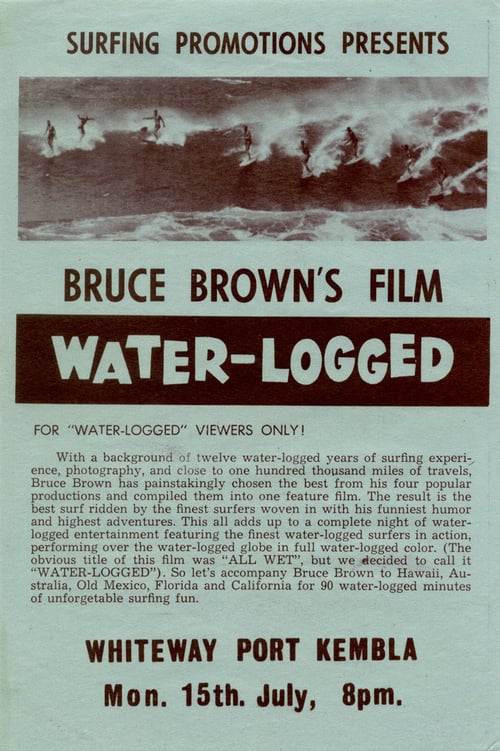 SURFING PROMOTIONS PRESENTS
BRUCE BROWN'S FILM
WATER-LOGGED
FOR "WATER-LOGGED" VIEWERS ONLY!
With a background of twelve water-logged years of surfing experi-
ence, photography, and close to one hundred thousand miles of travels,
Bruce Brown has painstakingly chosen the best from his four popular
productions and compiled them into one feature film. The result is the
best surf ridden by the finest surfers woven in with his funniest humor
and highest adventures. This all adds up to a complete night of water-
logged entertainment featuring the finest water-logged surfers in action,
performing over the water-logged globe in full water-logged color. (The
obvious title of this film was "ALL WET", but we decided to call it
"WATER-LOGGED"). So let's accompany Bruce Brown to Hawaii, Au-
stralia, Old Mexico, Florida and California for 90 water-logged minutes
of unforgetable surfing fun.
WHITEWAY PORT KEMBLA
Mon. 15th. July, 8pm.